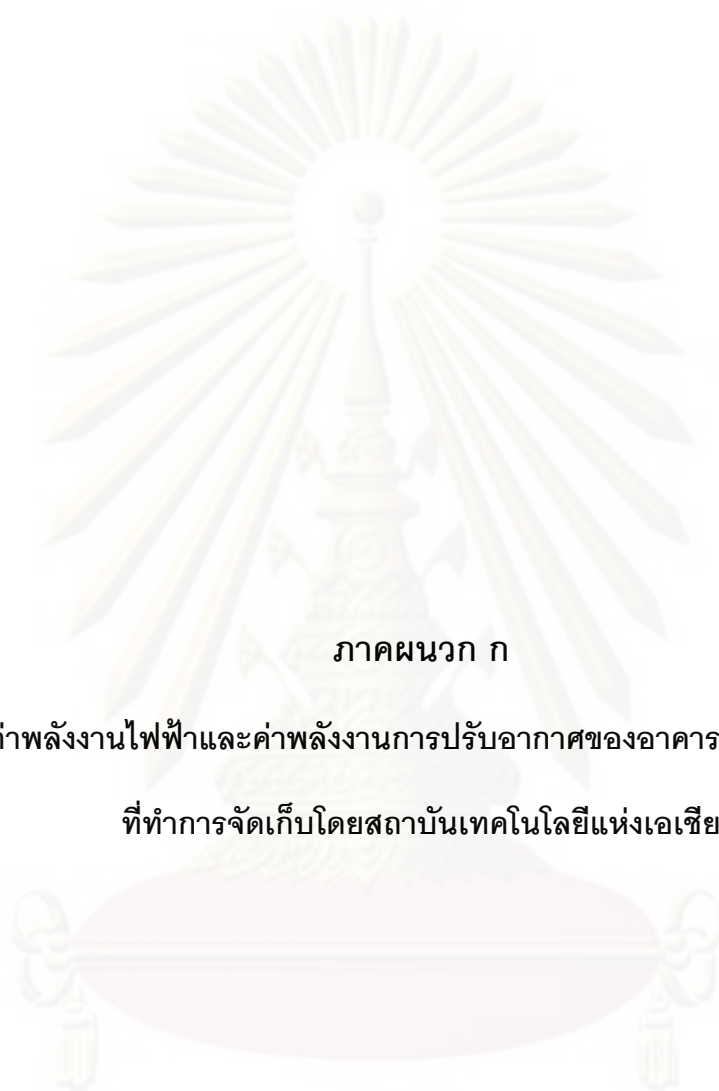 ภาคผนวก ก
ค่าพลังงานไฟฟ้าและค่าพลังงานการปรับอากาศของอาคาร
ที่ทำการจัดเก็บโดยสถาบันเทคโนโลยีแห่งเอเชีย